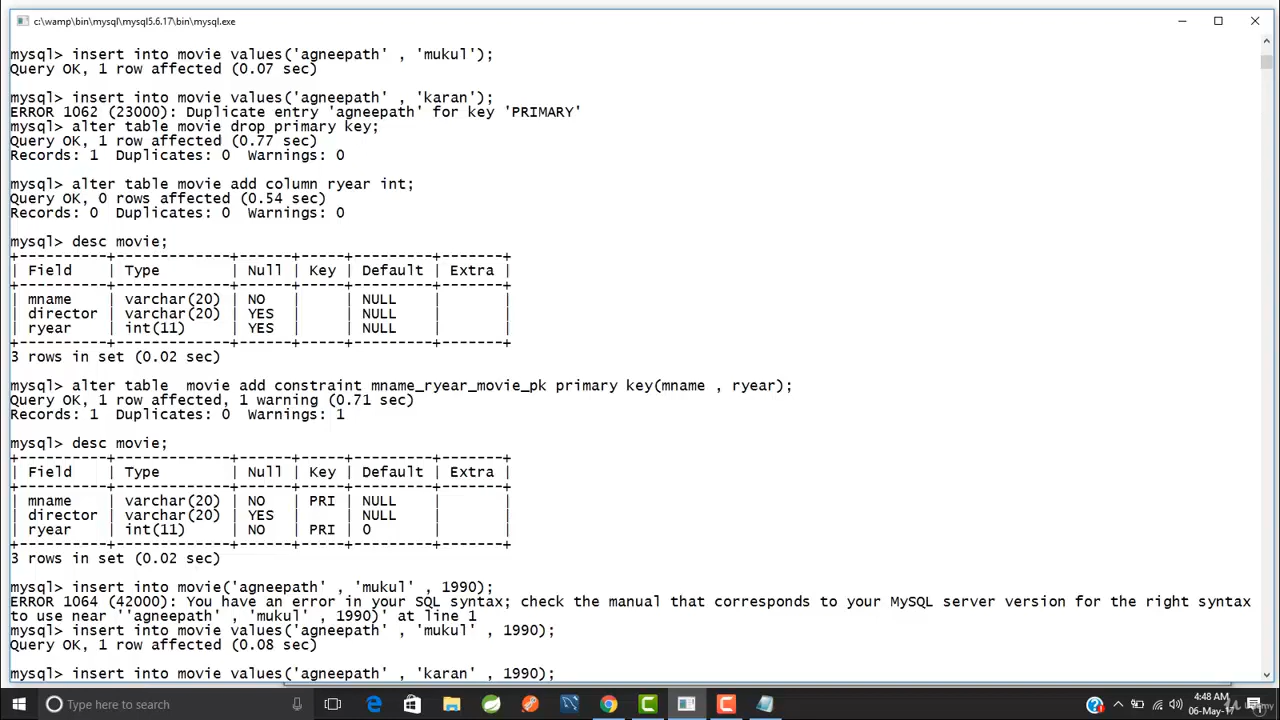 c:\wamp\bin\mysql\mysql5.6.17\bin\mysql.exe
mysql> insert into movie values('agneepath' , 'mukul');
Query OK, 1 row affected (0.07 sec)
mysql> insert into movie values('agneepath' , 'karan');
ERROR 1062 (23000): Duplicate entry 'agneepath' for key 'PRIMARY'
mysql> alter table movie drop primary key;
Query OK, 1 row affected (0.77 sec)
Records: 1  Duplicates: 0  Warnings: 0
mysql> alter table movie add column ryear int;
Query OK, 0 rows affected (0.54 sec)
Records: 0  Duplicates: 0  Warnings: 0
mysql> desc movie;
+----------+-------------+------+-----+---------+-------+
| Field    | Type        | Null | Key | Default | Extra |
+----------+-------------+------+-----+---------+-------+
| mname    | varchar(20) | NO   |     | NULL    |       |
| director | varchar(20) | YES  |     | NULL    |       |
| ryear    | int(11)     | YES  |     | NULL    |       |
+----------+-------------+------+-----+---------+-------+
3 rows in set (0.02 sec)
mysql> alter table  movie add constraint mname_ryear_movie_pk primary key(mname , ryear);
Query OK, 1 row affected, 1 warning (0.71 sec)
Records: 1  Duplicates: 0  Warnings: 1
mysql> desc movie;
+----------+-------------+------+-----+---------+-------+
| Field    | Type        | Null | Key | Default | Extra |
+----------+-------------+------+-----+---------+-------+
| mname    | varchar(20) | NO   | PRI | NULL    |       |
| director | varchar(20) | YES  |     | NULL    |       |
| ryear    | int(11)     | NO   | PRI | 0       |       |
+----------+-------------+------+-----+---------+-------+
3 rows in set (0.02 sec)
mysql> insert into movie('agneepath' , 'mukul' , 1990);
ERROR 1064 (42000): You have an error in your SQL syntax; check the manual that corresponds to your MySQL server version for the right syntax
to use near ''agneepath' , 'mukul' , 1990)' at line 1
mysql> insert into movie values('agneepath' , 'mukul' , 1990);
Query OK, 1 row affected (0.08 sec)
mysql> insert into movie values('agneepath' , 'karan' , 1990);
Type here to search
4:48 AM